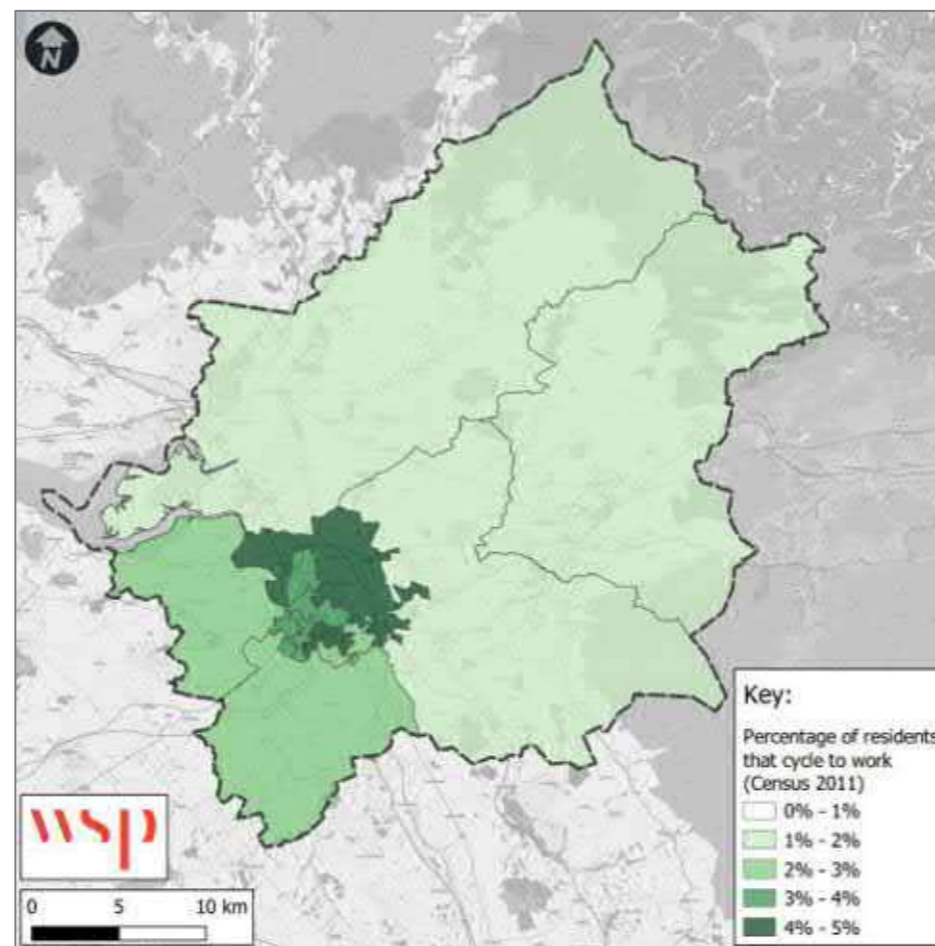 N
Key:
Percentage of residents
that cycle to work
(Census 2011)
0% - 1%
1% - 2%
2% - 3%
3% - 4%
4% - 5%
wsp
0 5 10 km